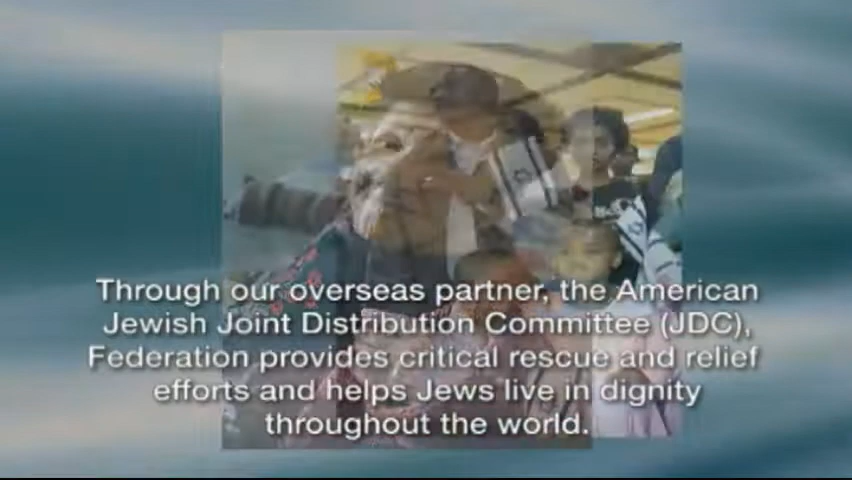 Through our overseas partner, the American
Jewish Joint Distribution Committee (JDC),
Federation provides critical rescue and relief
efforts and helps Jews live in dignity
throughout the world.